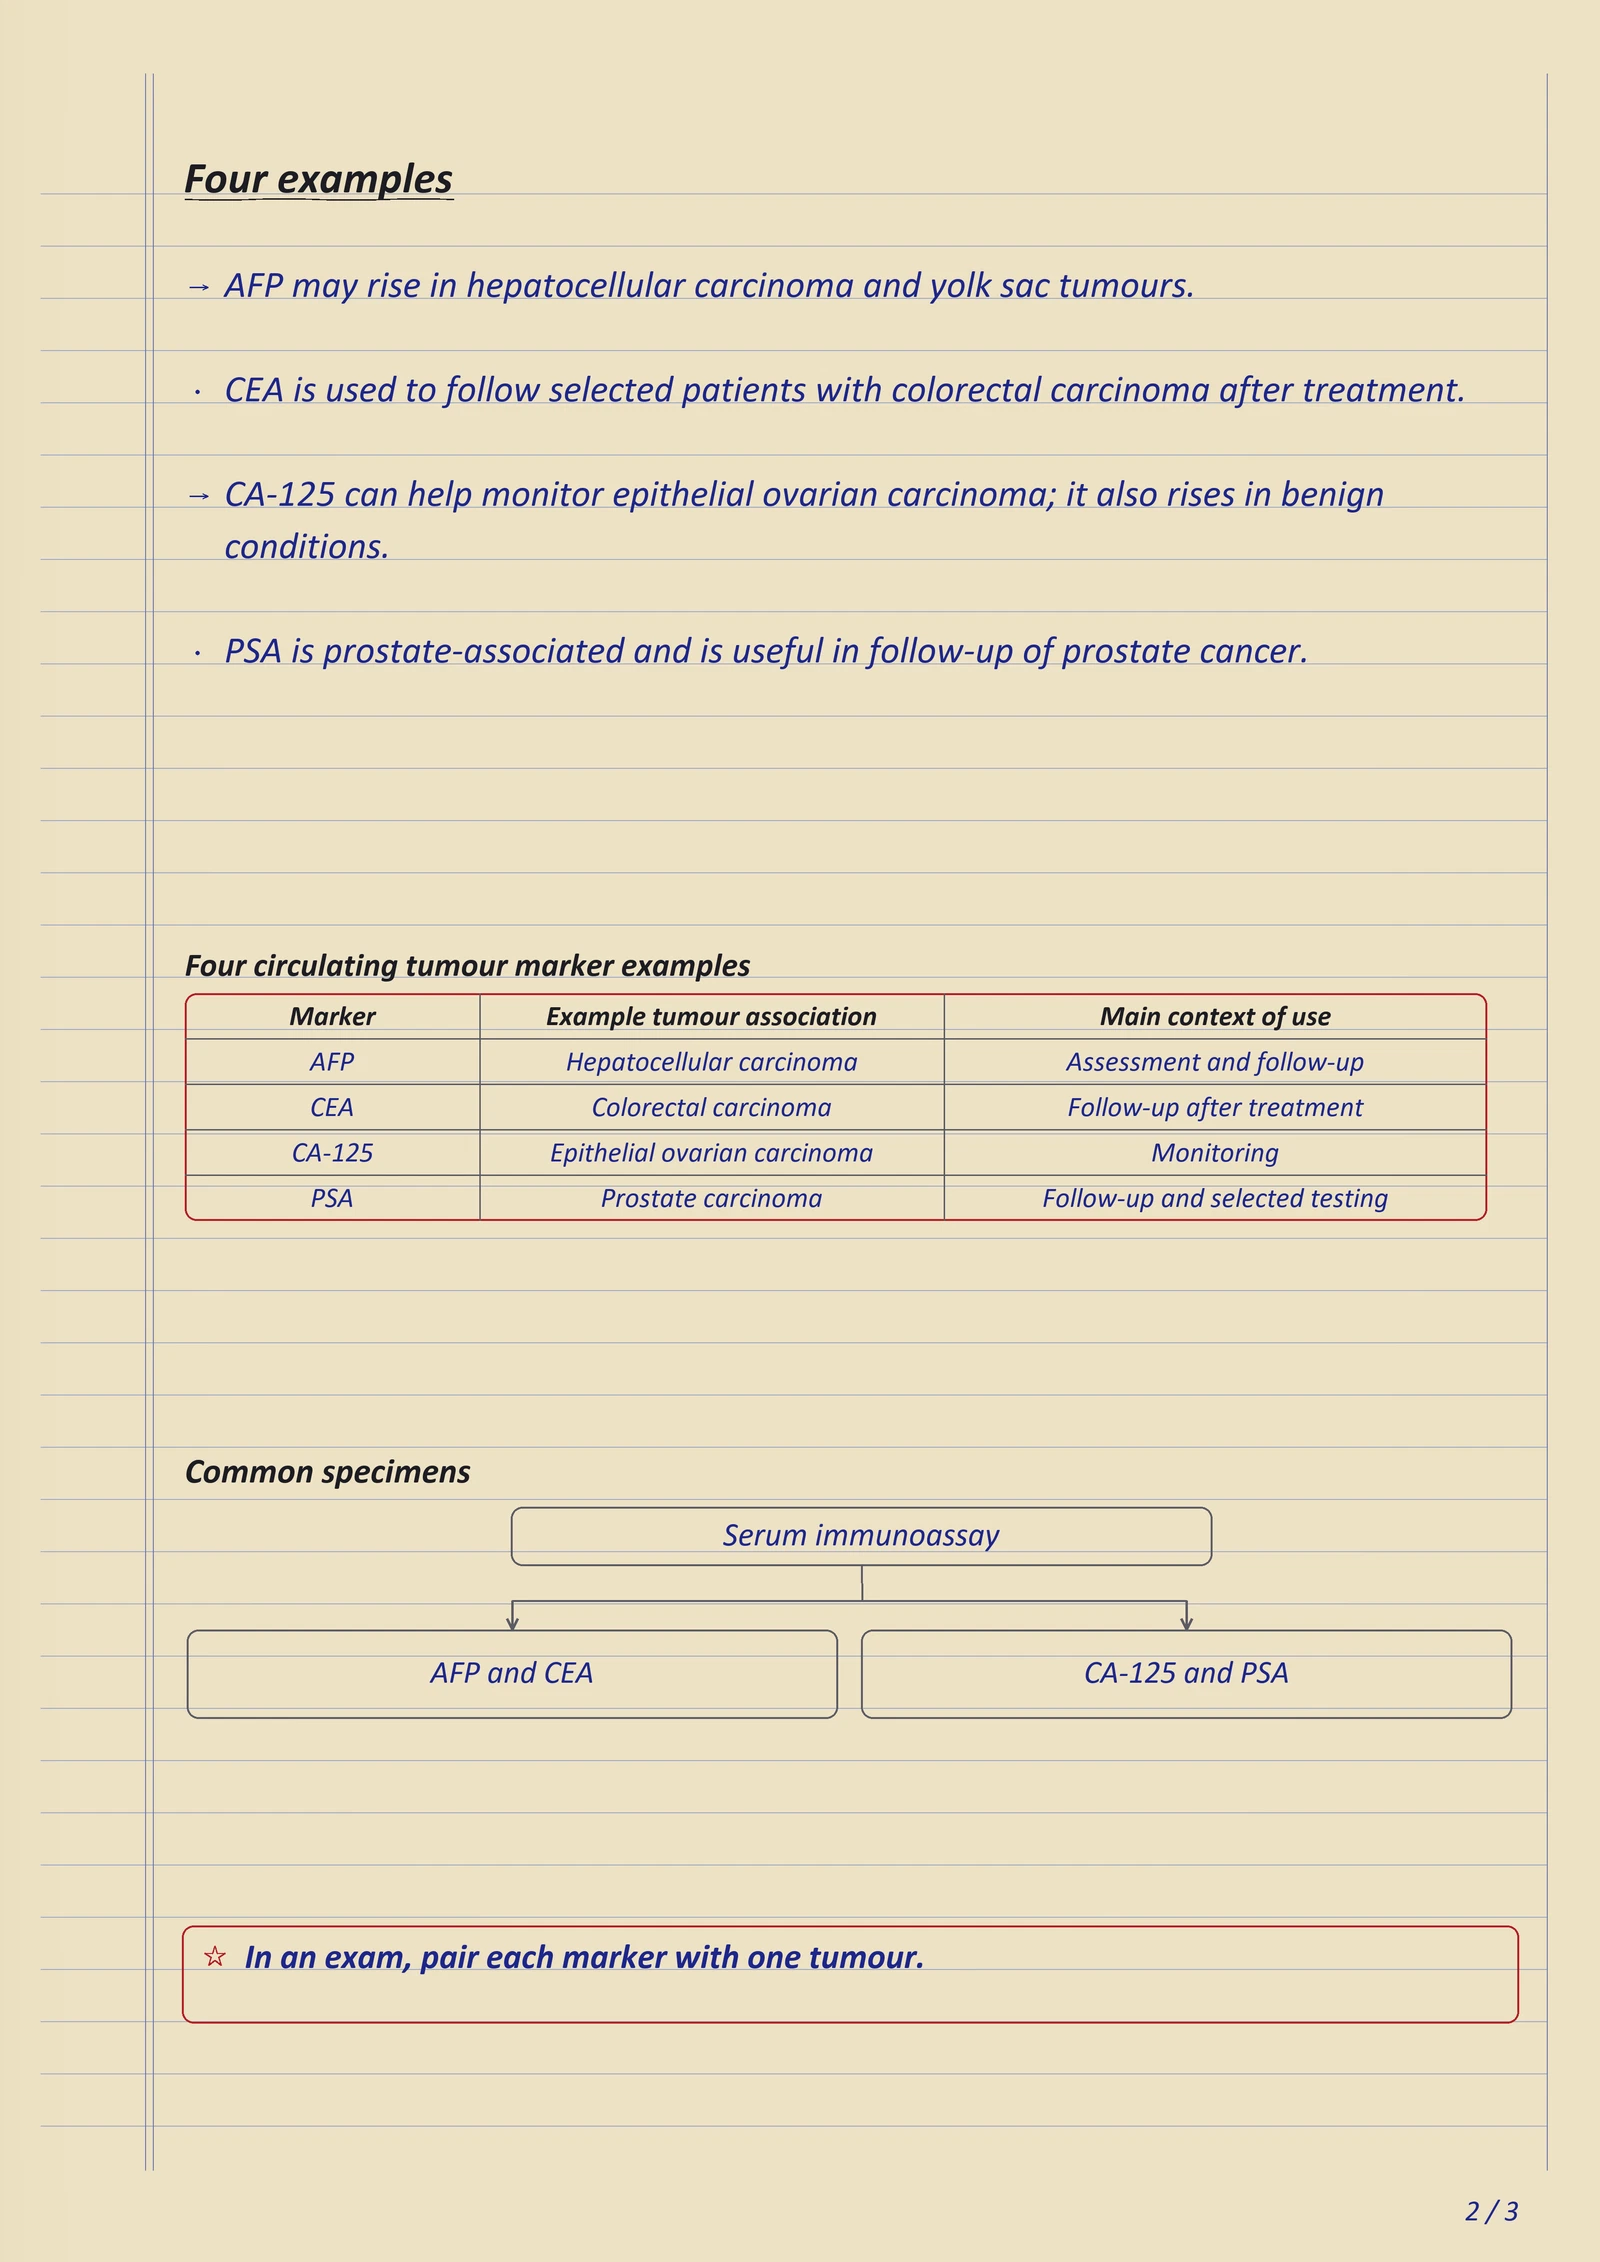 Four examples
→ AFP may rise in hepatocellular carcinoma and yolk sac tumours.
· CEA is used to follow selected patients with colorectal carcinoma after treatment.
→ CA-125 can help monitor epithelial ovarian carcinoma; it also rises in benign
conditions.
· PSA is prostate-associated and is useful in follow-up of prostate cancer.
Four circulating tumour marker examples
Marker Example tumour association Main context of use
AFP Hepatocellular carcinoma Assessment and follow-up
CEA Colorectal carcinoma Follow-up after treatment
CA-125 Epithelial ovarian carcinoma Monitoring
PSA Prostate carcinoma Follow-up and selected testing
Common specimens
Serum immunoassay
AFP and CEA CA-125 and PSA
☆ In an exam, pair each marker with one tumour.
2 / 3